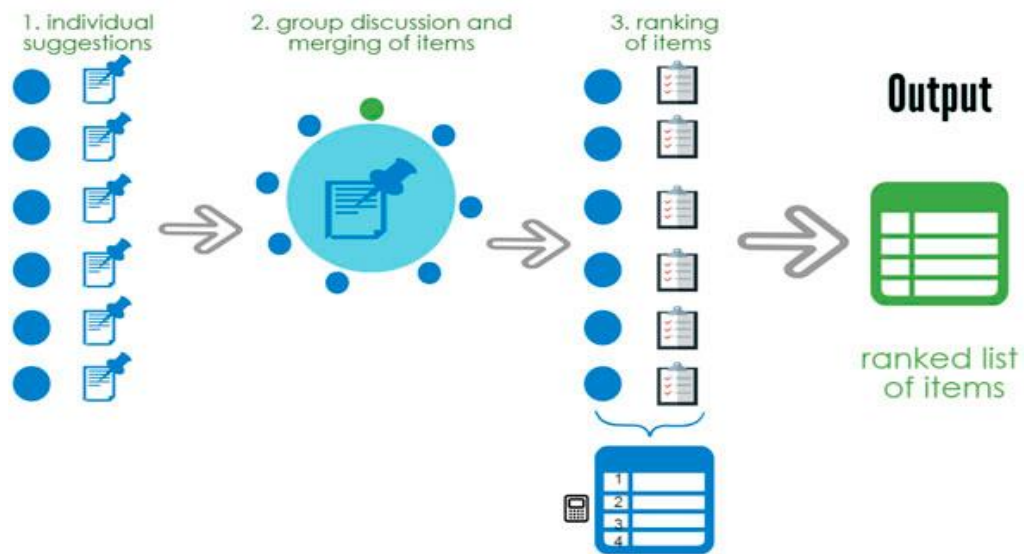 1. individual
suggestions
2. group discussion and
merging of items
3. ranking
of items
Output
ranked list
of items
1
2
3
4